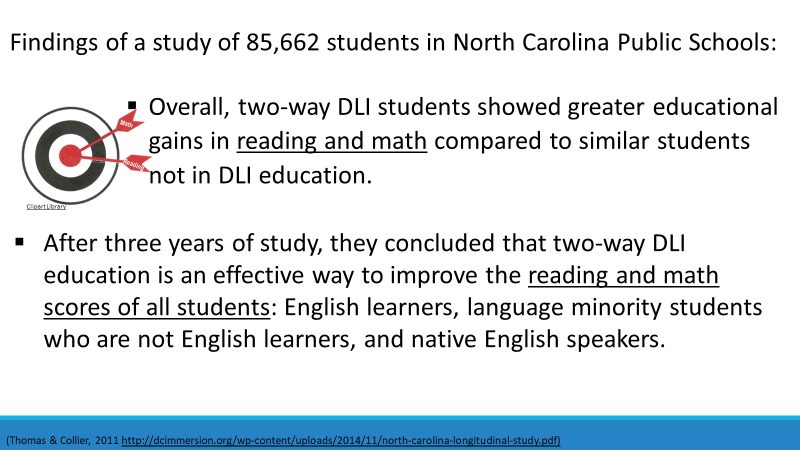 Findings of a study of 85,662 students in North Carolina Public Schools:
▪ Overall, two-way DLI students showed greater educational
gains in reading and math compared to similar students
not in DLI education.
Math
Reading
ClipartLibrary
▪ After three years of study, they concluded that two-way DLI
education is an effective way to improve the reading and math
scores of all students: English learners, language minority students
who are not English learners, and native English speakers.
(Thomas & Collier, 2011 http://dcimmersion.org/wp-content/uploads/2014/11/north-carolina-longitudinal-study.pdf)